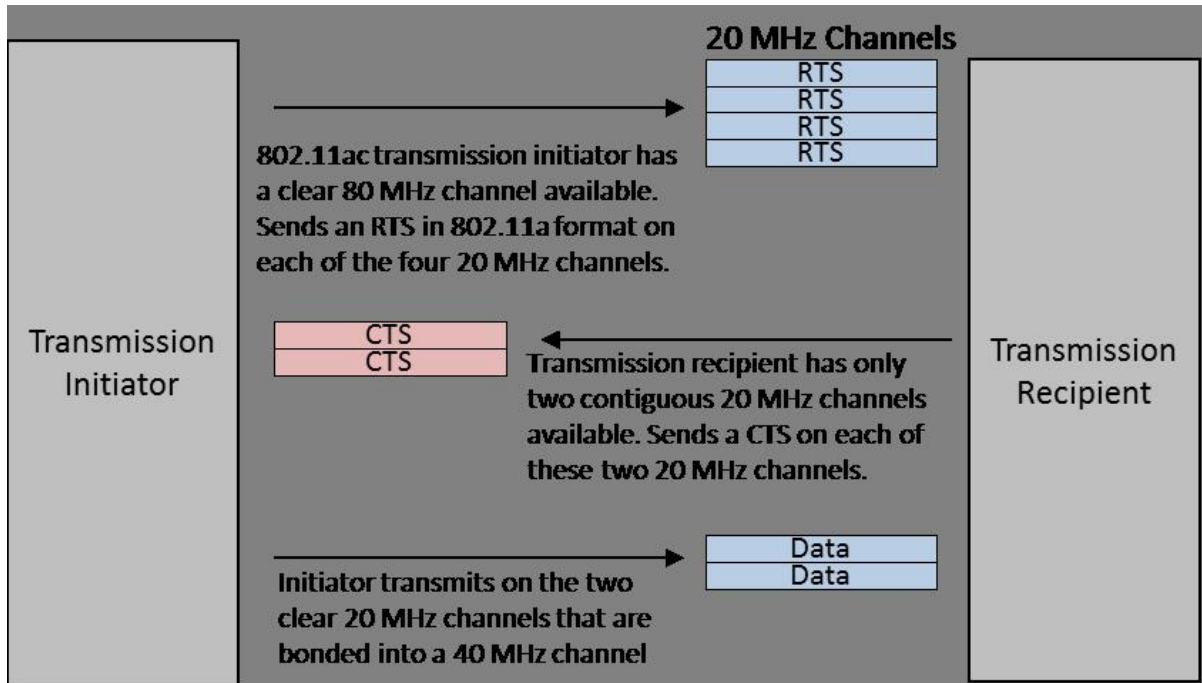 20 MHz Channels
RTS
RTS
RTS
RTS
802.11ac transmission initiator has
a clear 80 MHz channel available.
Sends an RTS in 802.11a format on
each of the four 20 MHz channels.
Transmission
Initiator
CTS
CTS
Transmission recipient has only
two contiguous 20 MHz channels
available. Sends a CTS on each of
these two 20 MHz channels.
Transmission
Recipient
Data
Data
Initiator transmits on the two
clear 20 MHz channels that are
bonded into a 40 MHz channel